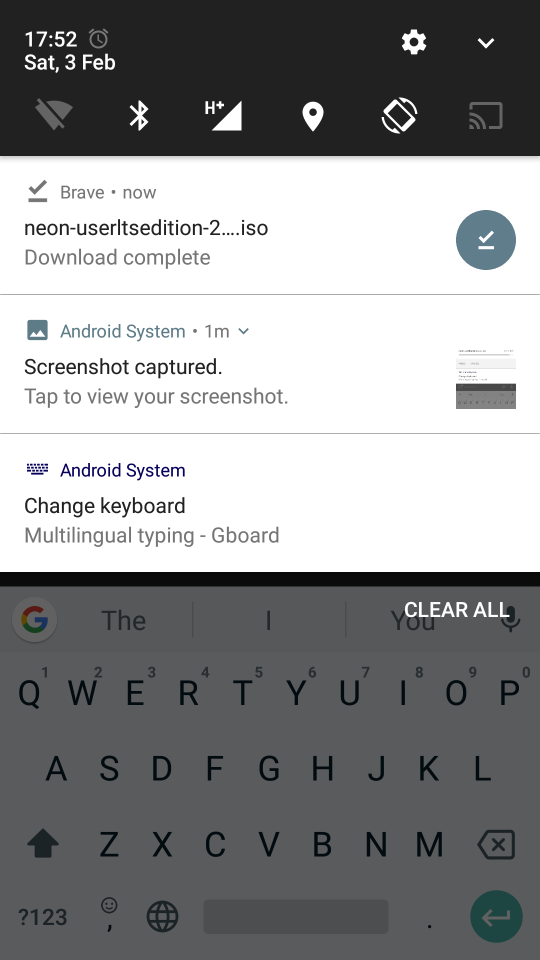 17:52
Sat, 3 Feb
H+
Brave • now
neon-userltsedition-2….iso
Download complete
Android System • 1m
Screenshot captured.
Tap to view your screenshot.
Android System
Change keyboard
Multilingual typing - Gboard
CLEAR ALL
The I You
1 2 3 4 5 6 7 8 9 0
Q W E R T Y U I O P
A S D F G H J K L
Z X C V B N M
?123 , .